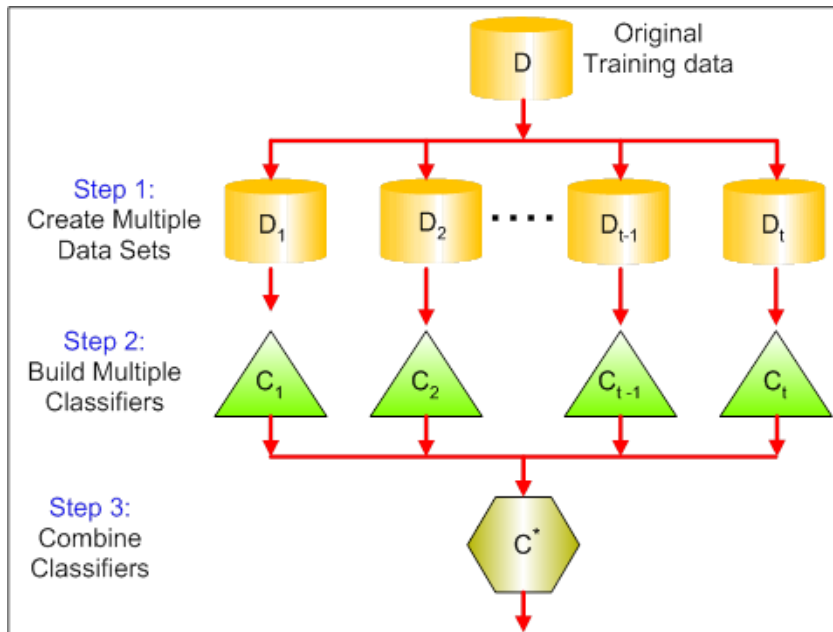 D
Original
Training data
Step 1:
Create Multiple
Data Sets
D₁
D₂
....
Dₜ₋₁
Dₜ
Step 2:
Build Multiple
Classifiers
C₁
C₂
Cₜ₋₁
Cₜ
Step 3:
Combine
Classifiers
C*